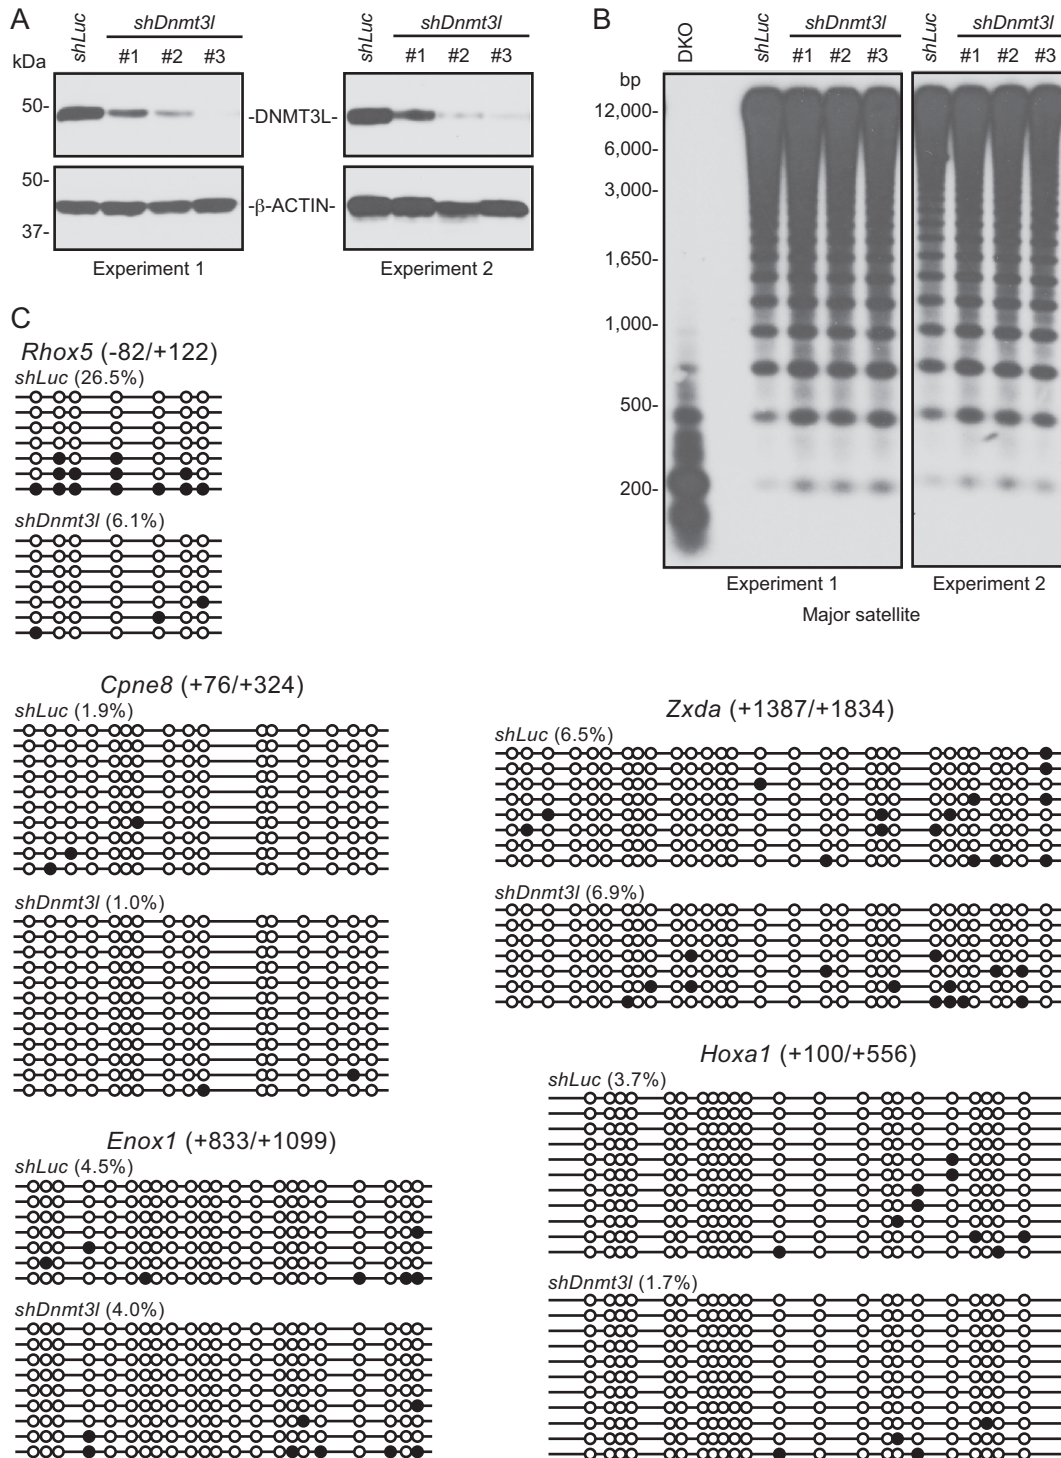 A
shLuc shDnmt3l
#1 #2 #3
kDa
50-
-DNMT3L-
50-
-β-ACTIN-
37-
Experiment 1
shLuc shDnmt3l
#1 #2 #3
Experiment 2
B
DKO shLuc shDnmt3l
#1 #2 #3
shLuc shDnmt3l
#1 #2 #3
bp
12,000-
6,000-
3,000-
1,650-
1,000-
500-
200-
Experiment 1 Experiment 2
Major satellite
C
Rhox5 (-82/+122)
shLuc (26.5%)
shDnmt3l (6.1%)
Cpne8 (+76/+324)
shLuc (1.9%)
shDnmt3l (1.0%)
Enox1 (+833/+1099)
shLuc (4.5%)
shDnmt3l (4.0%)
Zxda (+1387/+1834)
shLuc (6.5%)
shDnmt3l (6.9%)
Hoxa1 (+100/+556)
shLuc (3.7%)
shDnmt3l (1.7%)